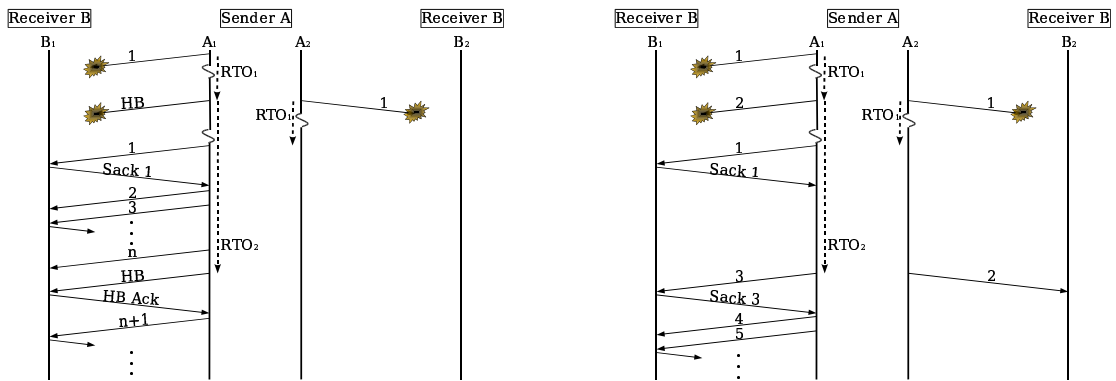 Receiver B Sender A Receiver B
B₁ A₁ A₂ B₂
1
RTO₁
HB
RTO₁ 1
1
Sack 1
2
3
RTO₂
n
HB
HB Ack
n+1
Receiver B Sender A Receiver B
B₁ A₁ A₂ B₂
1
RTO₁
2
RTO₁ 1
1
Sack 1
RTO₂
3 2
Sack 3
4
5